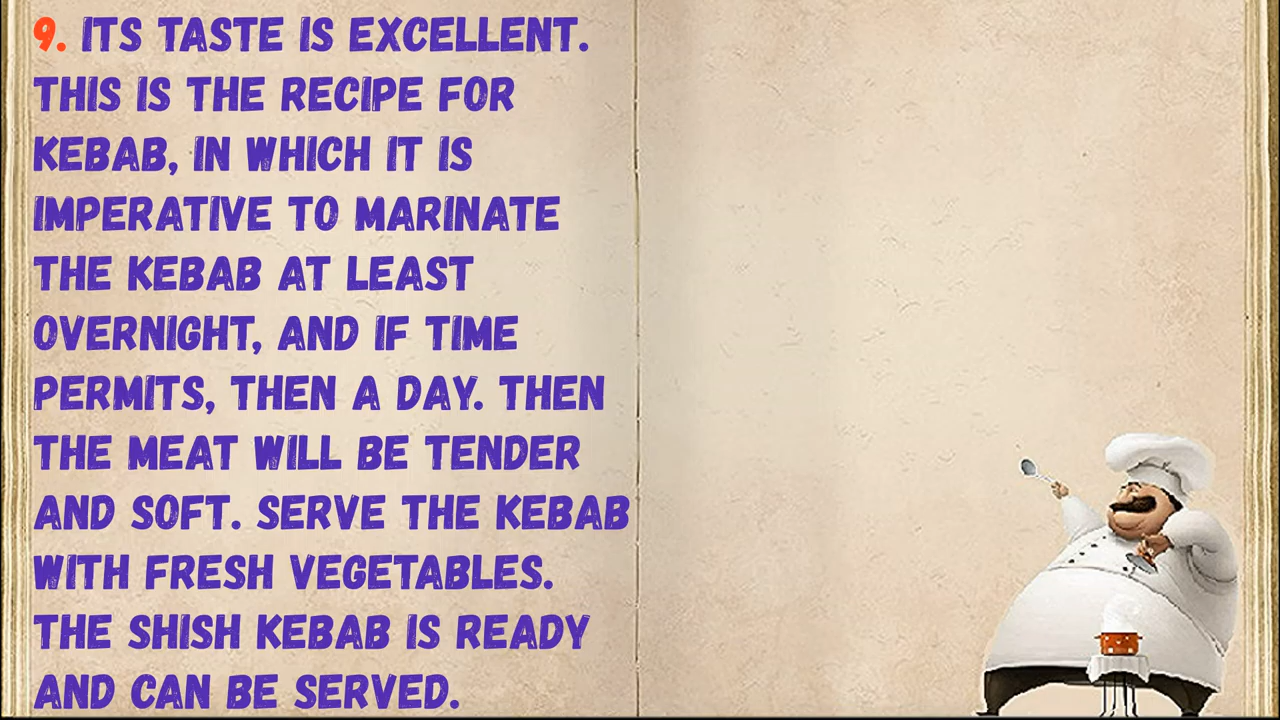 9. ITS TASTE IS EXCELLENT.
THIS IS THE RECIPE FOR
KEBAB, IN WHICH IT IS
IMPERATIVE TO MARINATE
THE KEBAB AT LEAST
OVERNIGHT, AND IF TIME
PERMITS, THEN A DAY. THEN
THE MEAT WILL BE TENDER
AND SOFT. SERVE THE KEBAB
WITH FRESH VEGETABLES.
THE SHISH KEBAB IS READY
AND CAN BE SERVED.